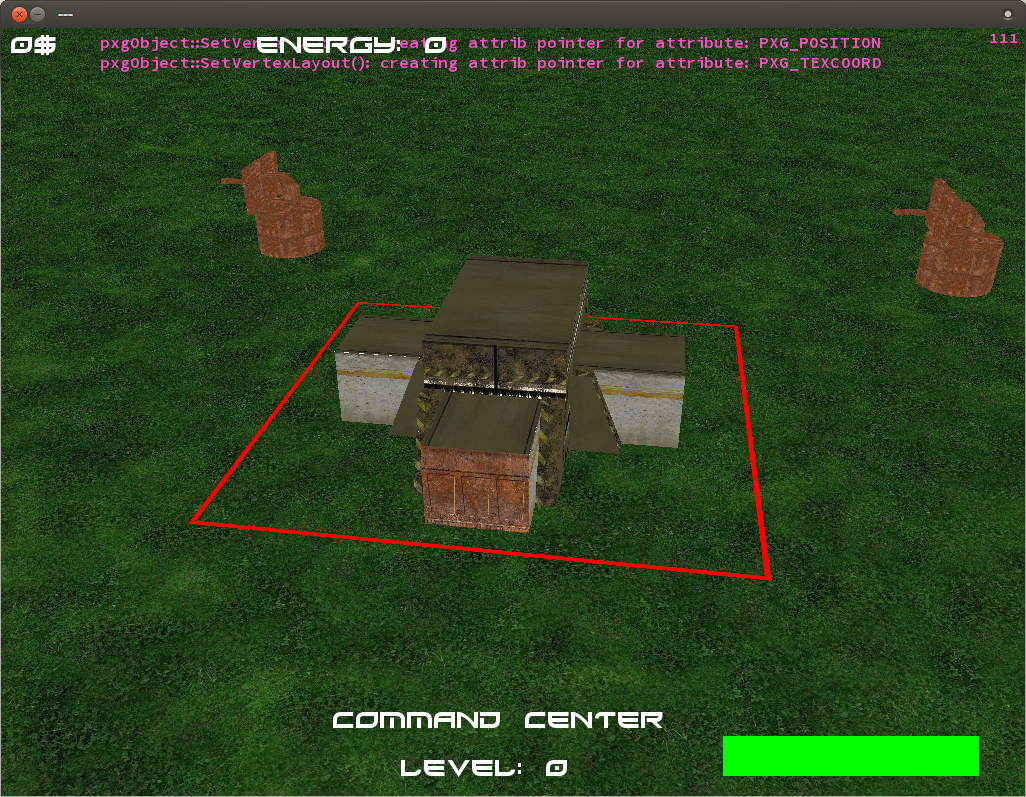 ---
0$
ENERGY: 0
pxgObject::SetVer eating attrib pointer for attribute: PXG_POSITION
111
pxgObject::SetVertexLayout(): creating attrib pointer for attribute: PXG_TEXCOORD
COMMAND CENTER
LEVEL: 0